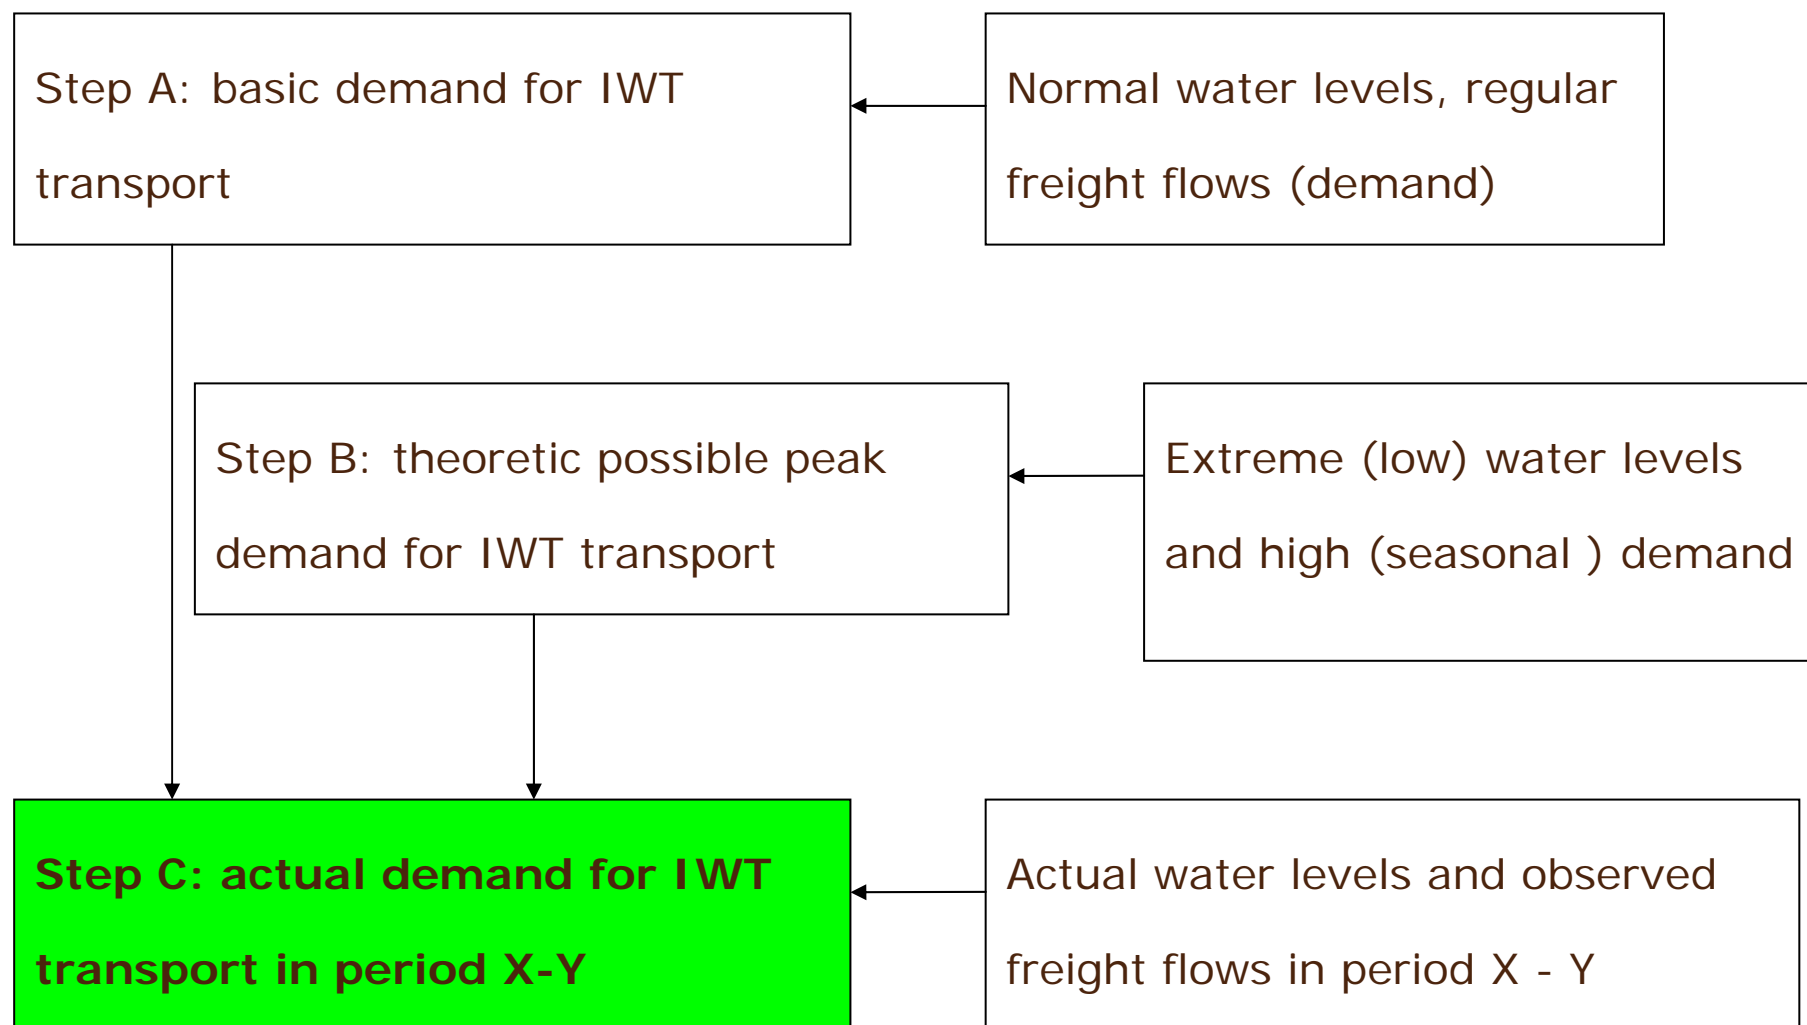 Step A: basic demand for IWT
transport
Normal water levels, regular
freight flows (demand)
Step B: theoretic possible peak
demand for IWT transport
Extreme (low) water levels
and high (seasonal ) demand
Step C: actual demand for IWT
transport in period X-Y
Actual water levels and observed
freight flows in period X - Y